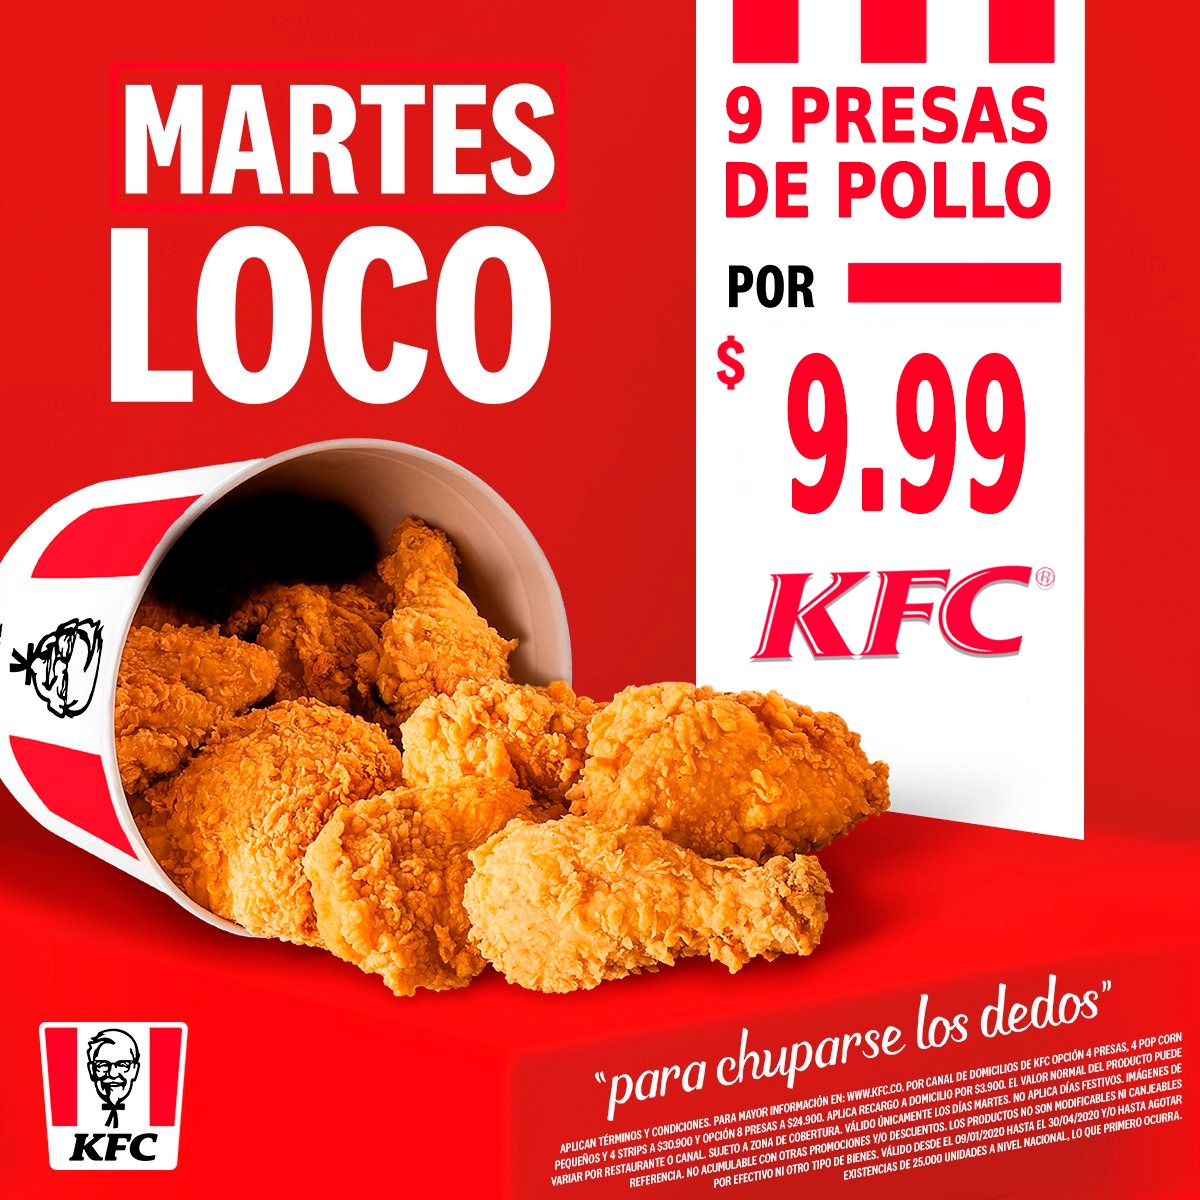 MARTES
LOCO
9 PRESAS
DE POLLO
POR
$ 9.99
KFC®
"para chuparse los dedos"
APLICAN TÉRMINOS Y CONDICIONES. PARA MAYOR INFORMACIÓN EN: WWW.KFC.CO. POR CANAL DE DOMICILIOS DE KFC OPCIÓN 4 PRESAS, 4 POP CORN
PEQUEÑOS Y 4 STRIPS A $30.900 Y OPCIÓN 8 PRESAS A $24.900. APLICA RECARGO A DOMICILIO POR $3.900. EL VALOR NORMAL DEL PRODUCTO PUEDE
VARIAR POR RESTAURANTE O CANAL. SUJETO A ZONA DE COBERTURA. VÁLIDO ÚNICAMENTE LOS DÍAS MARTES. NO APLICA DÍAS FESTIVOS. IMÁGENES DE
REFERENCIA. NO ACUMULABLE CON OTRAS PROMOCIONES Y/O DESCUENTOS. LOS PRODUCTOS NO SON MODIFICABLES NI CANJEABLES
POR EFECTIVO NI OTRO TIPO DE BIENES. VÁLIDO DESDE EL 09/01/2020 HASTA EL 30/04/2020 Y/O HASTA AGOTAR
EXISTENCIAS DE 25.000 UNIDADES A NIVEL NACIONAL, LO QUE PRIMERO OCURRA.
KFC